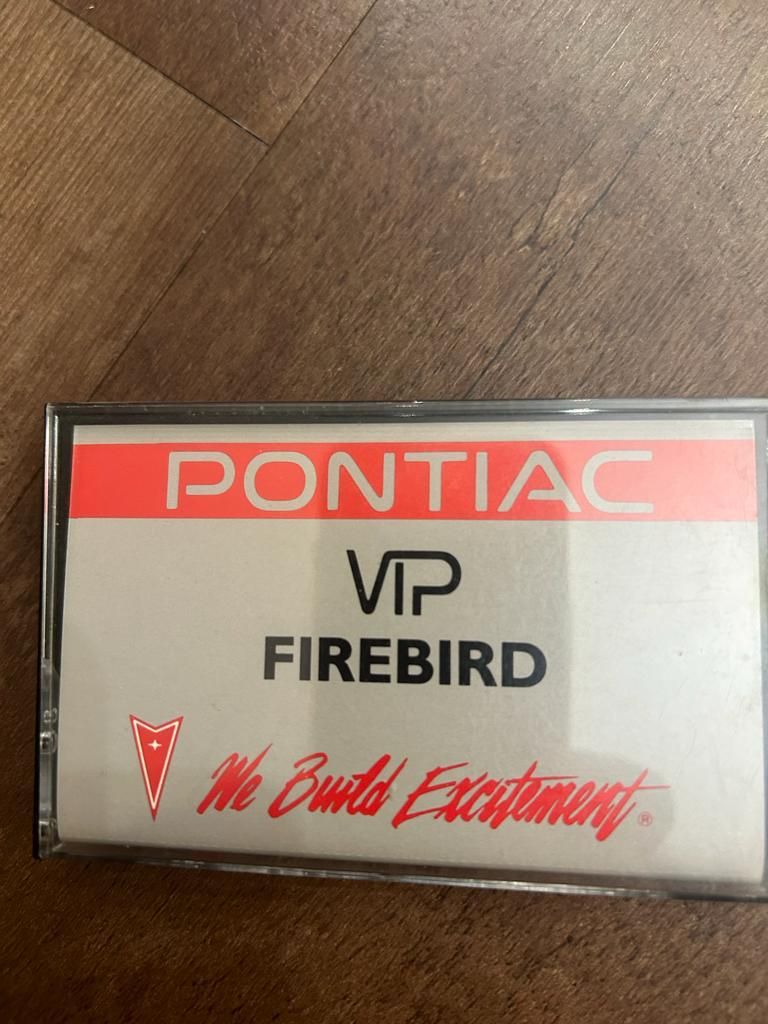 PONTIAC
VIP
FIREBIRD
We Build Excitement®